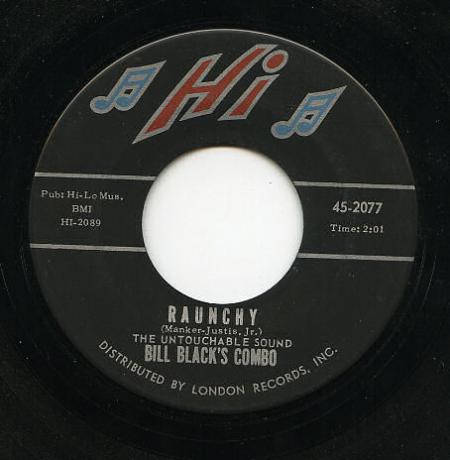 Hi
Pub: Hi-Lo Mus.
BMI
HI-2089
45-2077
Time: 2:01
RAUNCHY
(Manker-Justis, Jr.)
THE UNTOUCHABLE SOUND
BILL BLACK'S COMBO
DISTRIBUTED BY LONDON RECORDS, INC.